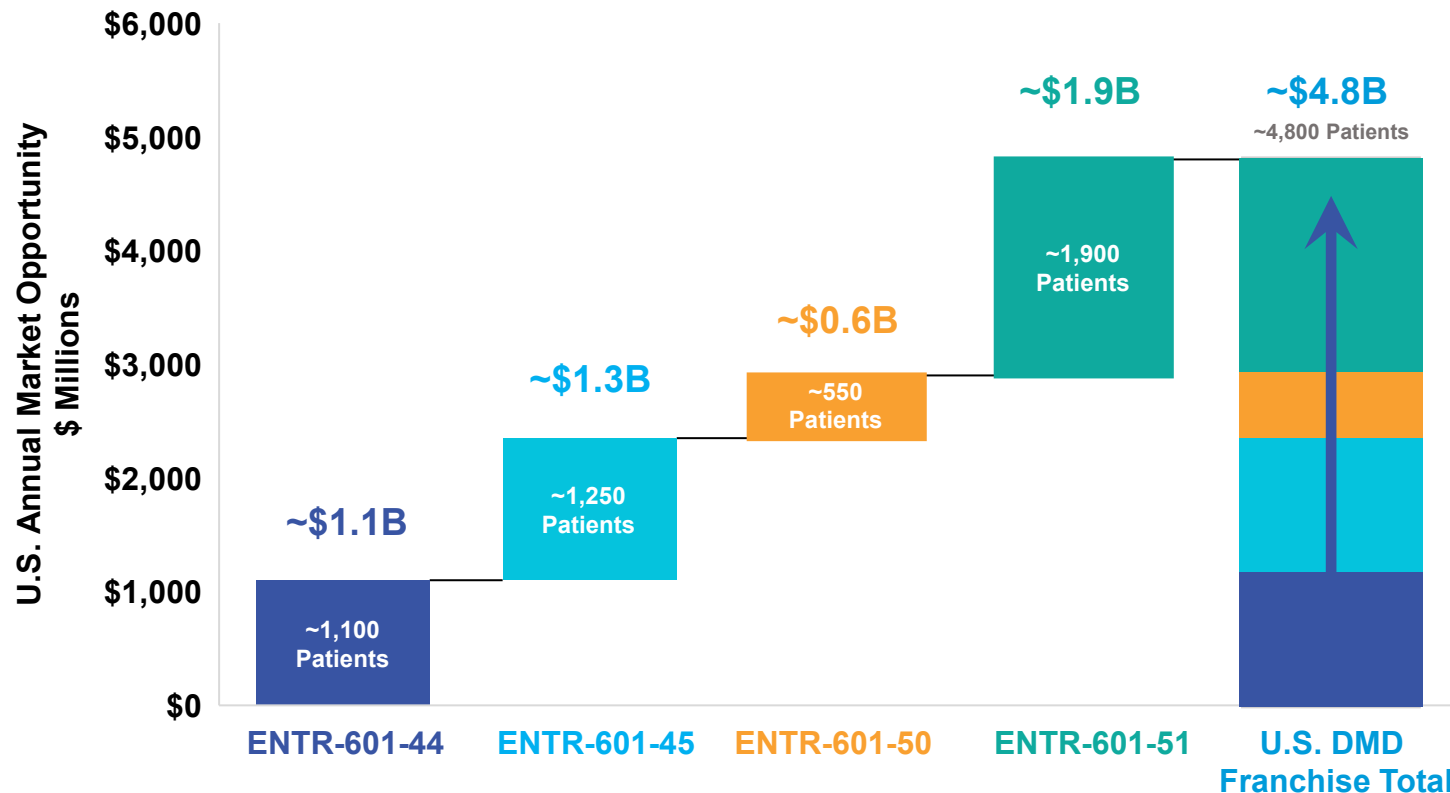 U.S. Annual Market Opportunity
$ Millions
$6,000
$5,000
$4,000
$3,000
$2,000
$1,000
$0
~$1.1B
~1,100
Patients
~$1.3B
~1,250
Patients
~$0.6B
~550
Patients
~$1.9B
~1,900
Patients
~$4.8B
~4,800 Patients
ENTR-601-44
ENTR-601-45
ENTR-601-50
ENTR-601-51
U.S. DMD
Franchise Total